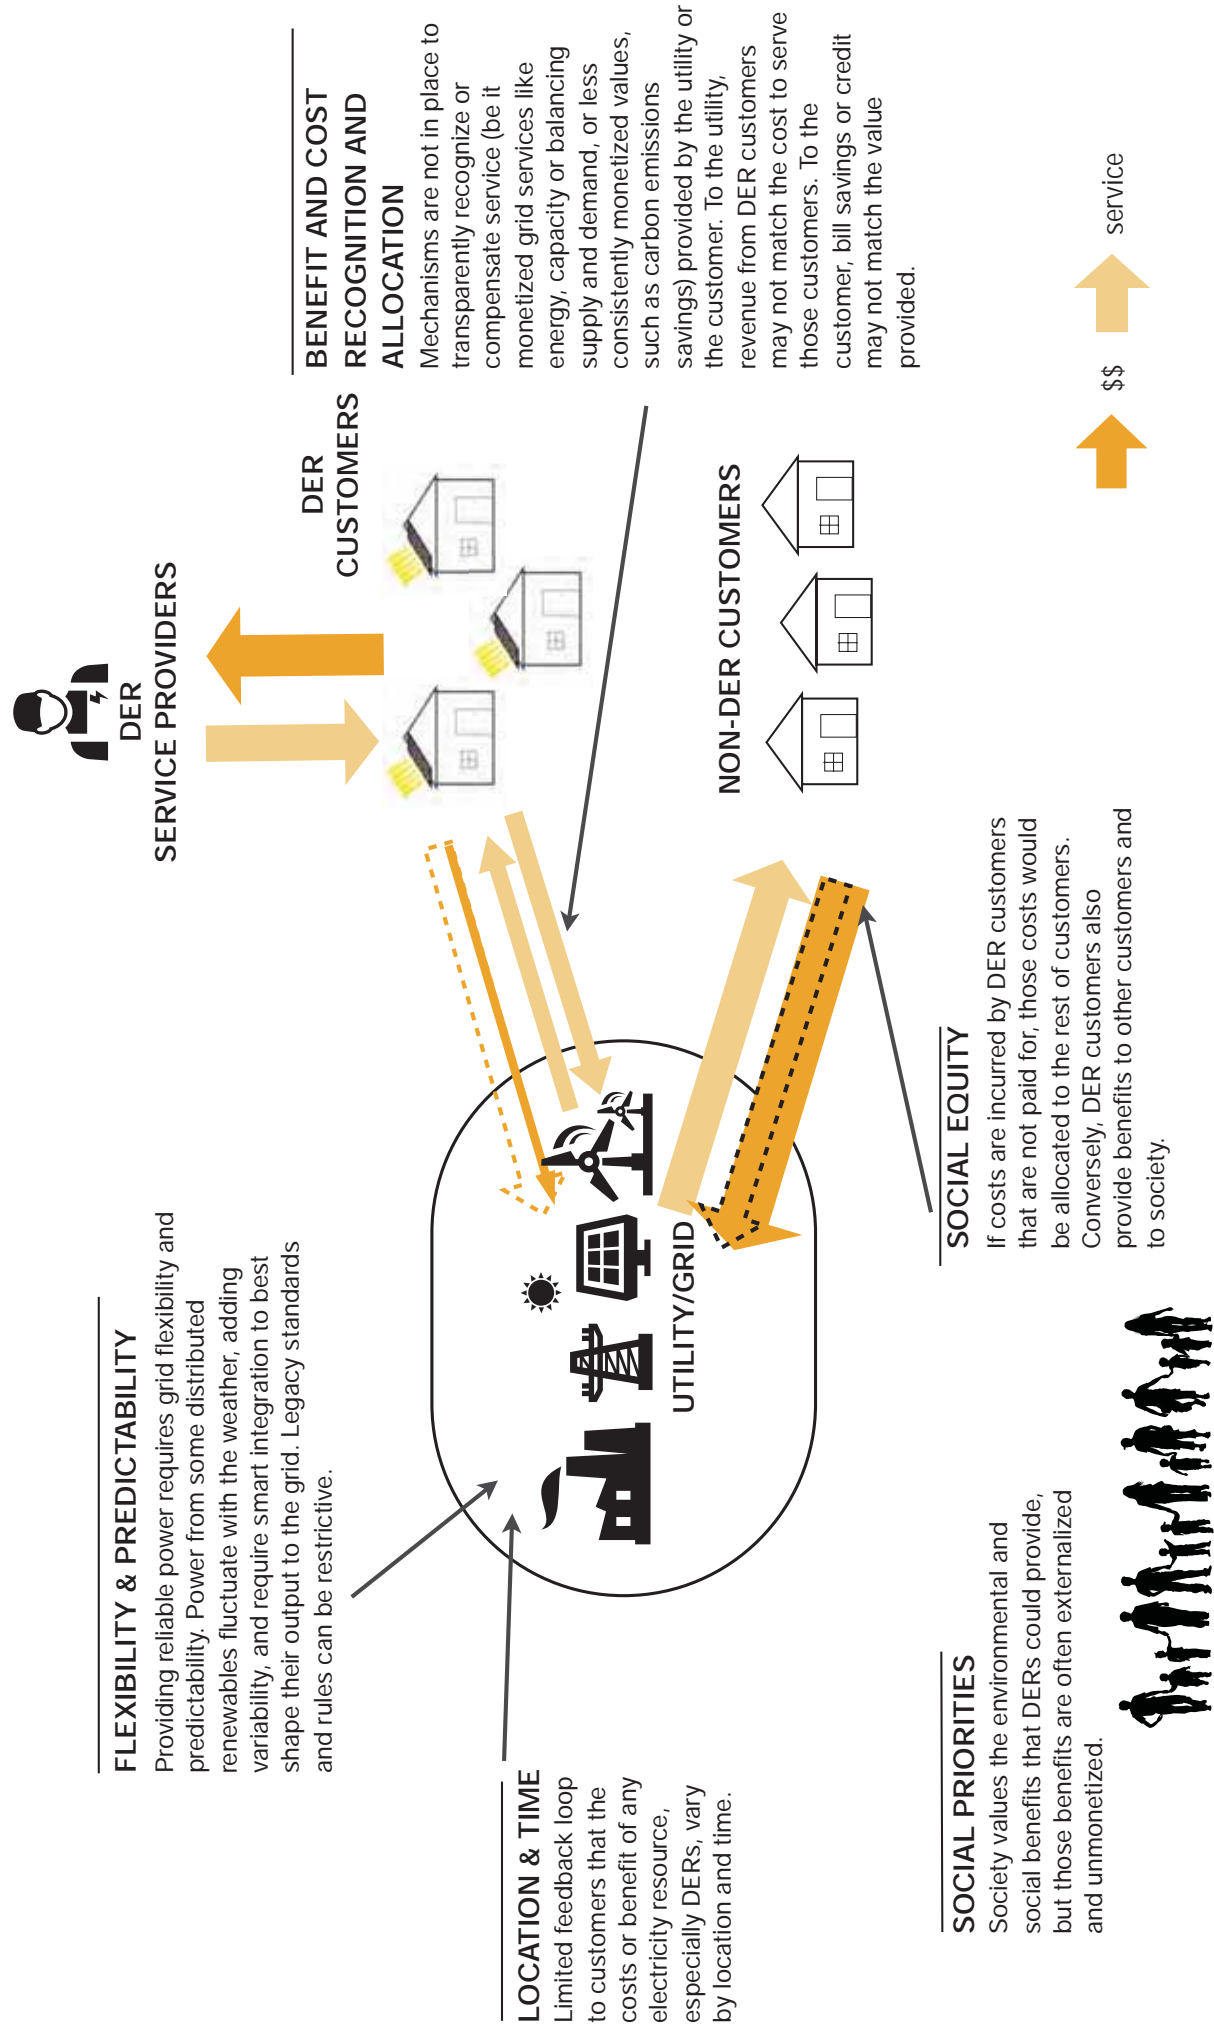 DER
SERVICE PROVIDERS
FLEXIBILITY & PREDICTABILITY
Providing reliable power requires grid flexibility and
predictability. Power from some distributed
renewables fluctuate with the weather, adding
variability, and require smart integration to best
shape their output to the grid. Legacy standards
and rules can be restrictive.
DER
CUSTOMERS
BENEFIT AND COST
RECOGNITION AND
ALLOCATION
Mechanisms are not in place to
transparently recognize or
compensate service (be it
monetized grid services like
energy, capacity or balancing
supply and demand, or less
consistently monetized values,
such as carbon emissions
savings) provided by the utility or
the customer. To the utility,
revenue from DER customers
may not match the cost to serve
those customers. To the
customer, bill savings or credit
may not match the value
provided.
LOCATION & TIME
Limited feedback loop
to customers that the
costs or benefit of any
electricity resource,
especially DERs, vary
by location and time.
UTILITY/GRID
NON-DER CUSTOMERS
SOCIAL PRIORITIES
Society values the environmental and
social benefits that DERs could provide,
but those benefits are often externalized
and unmonetized.
SOCIAL EQUITY
If costs are incurred by DER customers
that are not paid for, those costs would
be allocated to the rest of customers.
Conversely, DER customers also
provide benefits to other customers and
to society.
$$
service